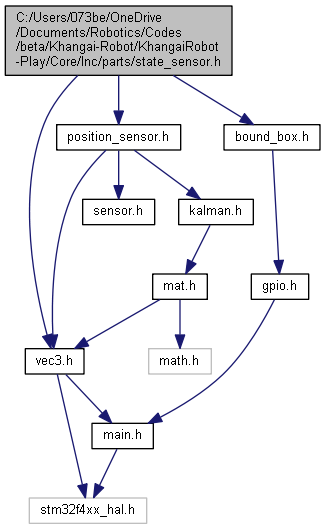 C:/Users/073be/OneDrive
/Documents/Robotics/Codes
/beta/Khangai-Robot/KhangaiRobot
-Play/Core/Inc/parts/state_sensor.h
position_sensor.h
bound_box.h
sensor.h
kalman.h
mat.h
gpio.h
vec3.h
math.h
main.h
stm32f4xx_hal.h